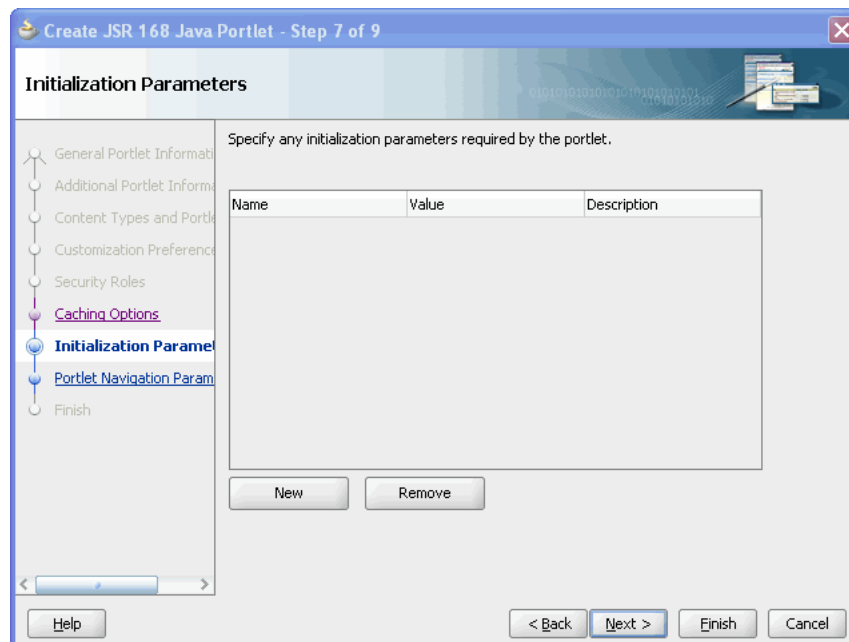 Create JSR 168 Java Portlet - Step 7 of 9
Initialization Parameters
Specify any initialization parameters required by the portlet.
General Portlet Informati
Additional Portlet Informa
Content Types and Portle
Customization Preference
Security Roles
Caching Options
Initialization Paramet
Portlet Navigation Param
Finish
Name Value Description
New Remove
Help < Back Next > Finish Cancel